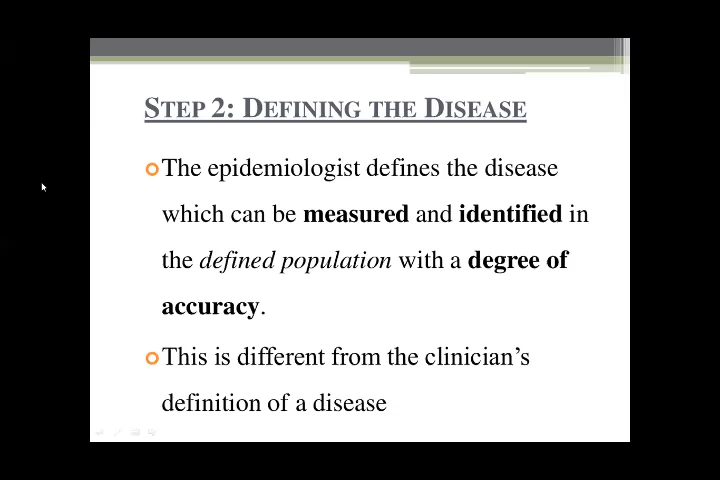 STEP 2: DEFINING THE DISEASE
The epidemiologist defines the disease
which can be measured and identified in
the defined population with a degree of
accuracy.
This is different from the clinician’s
definition of a disease